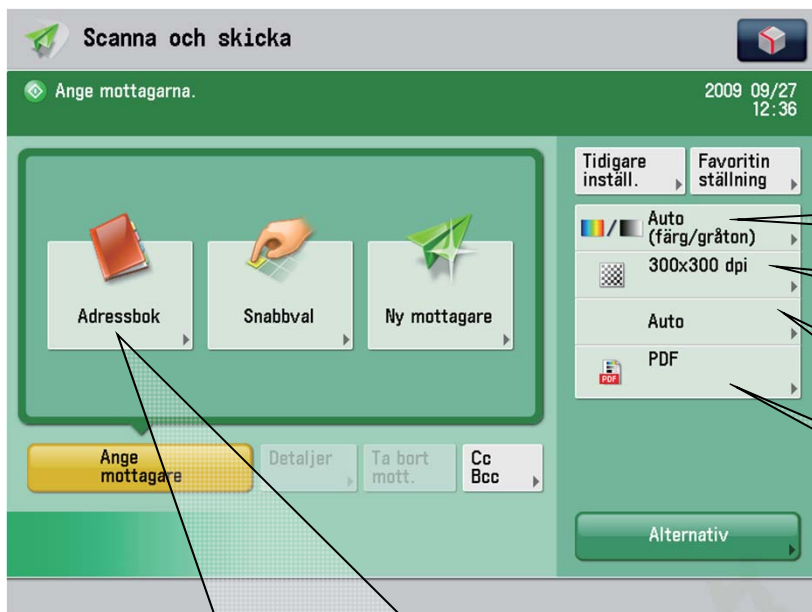 Scanna och skicka
Ange mottagarna.
2009 09/27
12:36
Tidigare
inställ.
Favoritin
ställning
Auto
(färg/gråton)
300x300 dpi
Auto
PDF
PDF
Adressbok
Snabbval
Ny mottagare
Ange
mottagare
Detaljer
Ta bort
mott.
Cc
Bcc
Alternativ